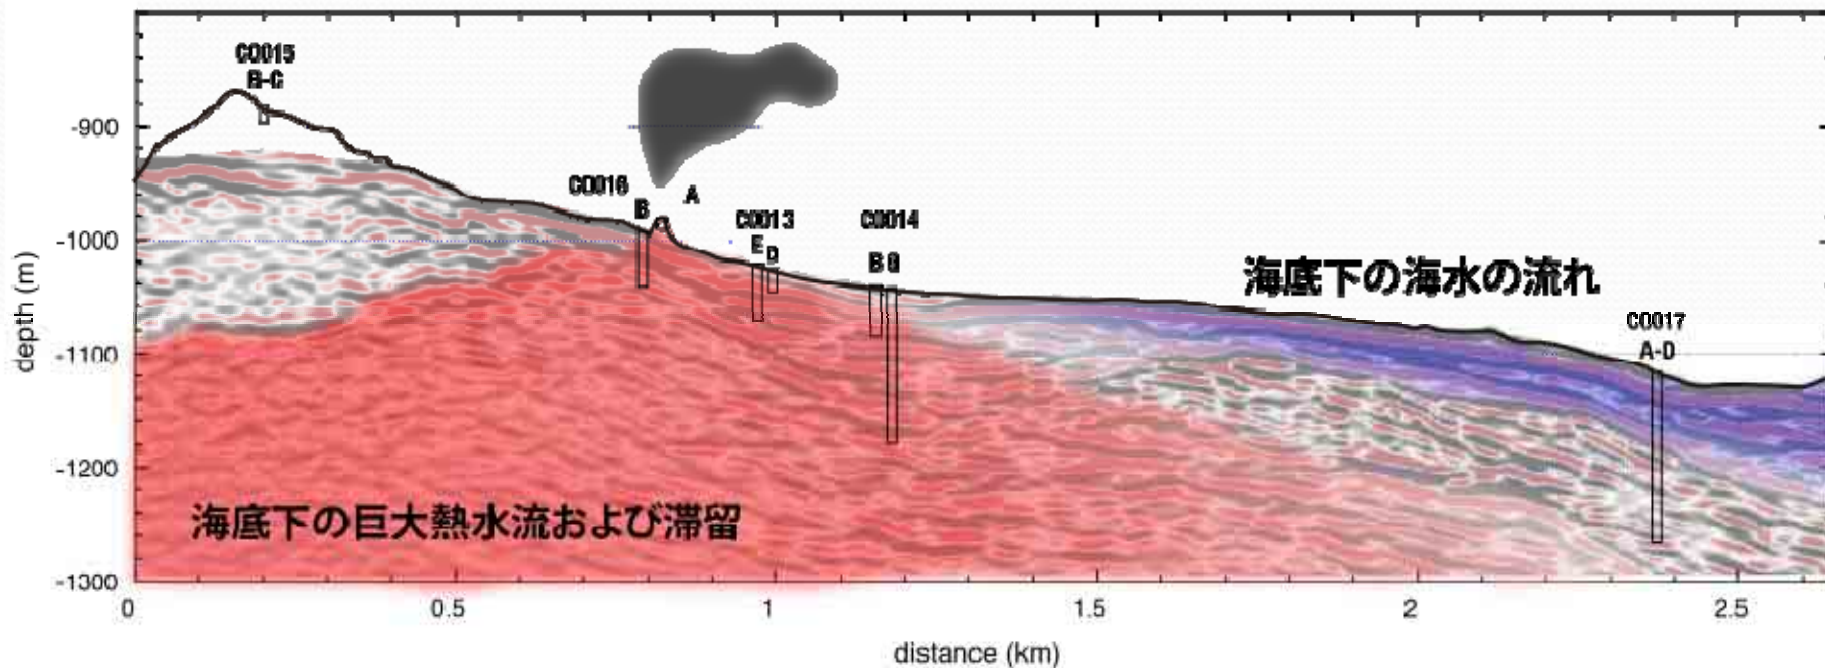 C0015
B-C
-900
C0016
A
B
C0013
C0014
E
D
B G
-1000
海底下の海水の流れ
depth (m)
C0017
A-D
-1100
-1200
海底下の巨大熱水流および滞留
-1300
0
0.5
1
1.5
2
2.5
distance (km)